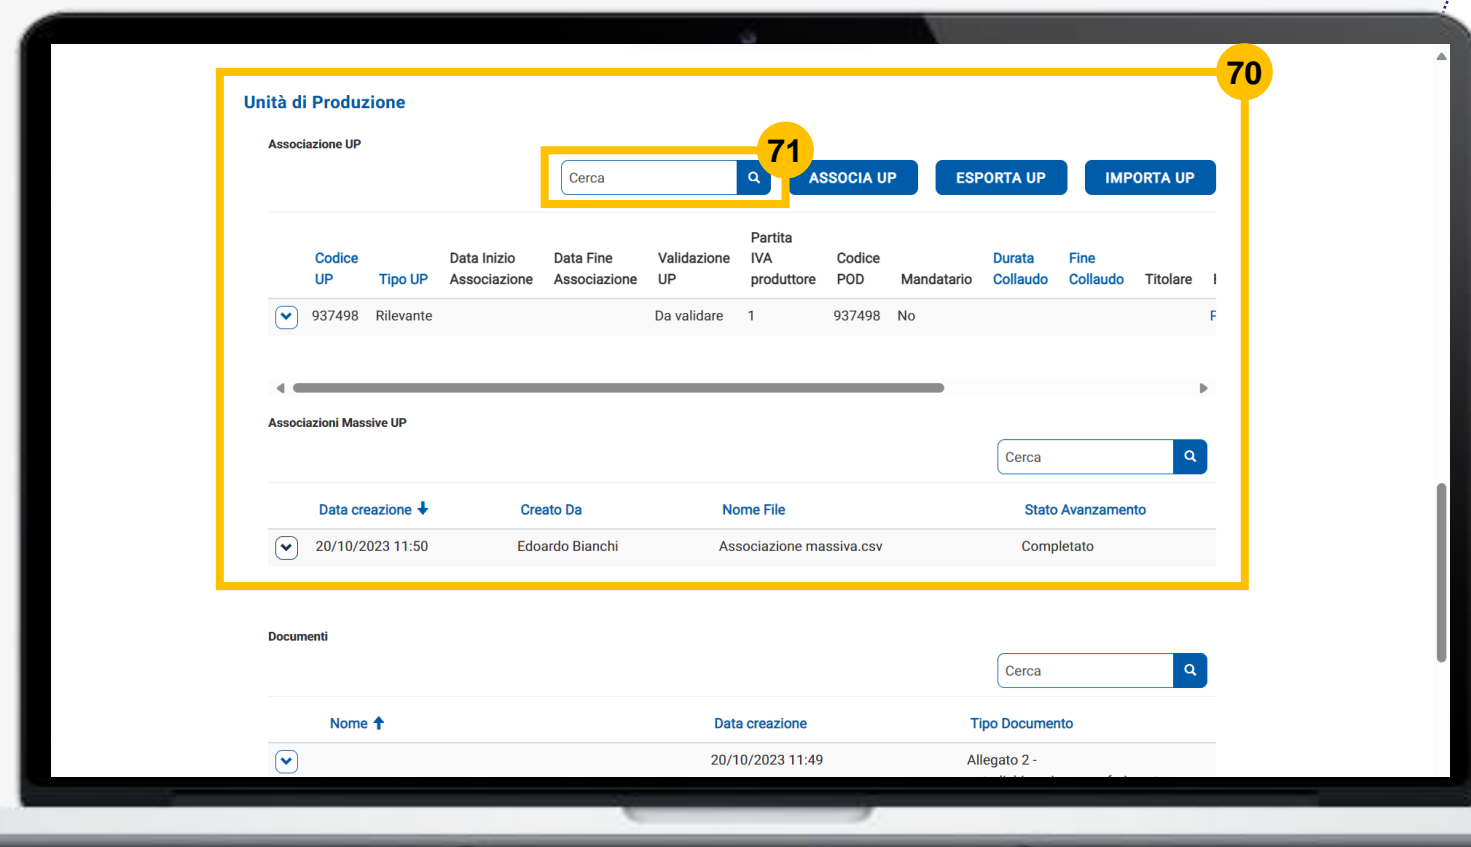 70
Unità di Produzione
Associazione UP
71
Cerca
ASSOCIA UP
ESPORTA UP
IMPORTA UP
Codice UP
Tipo UP
Data Inizio Associazione
Data Fine Associazione
Validazione UP
Partita IVA produttore
Codice POD
Mandatario
Durata Collaudo
Fine Collaudo
Titolare
937498 Rilevante Da validare 1 937498 No
Associazioni Massive UP
Cerca
Data creazione Creato Da Nome File Stato Avanzamento
20/10/2023 11:50 Edoardo Bianchi Associazione massiva.csv Completato
Documenti
Cerca
Nome Data creazione Tipo Documento
20/10/2023 11:49 Allegato 2 -